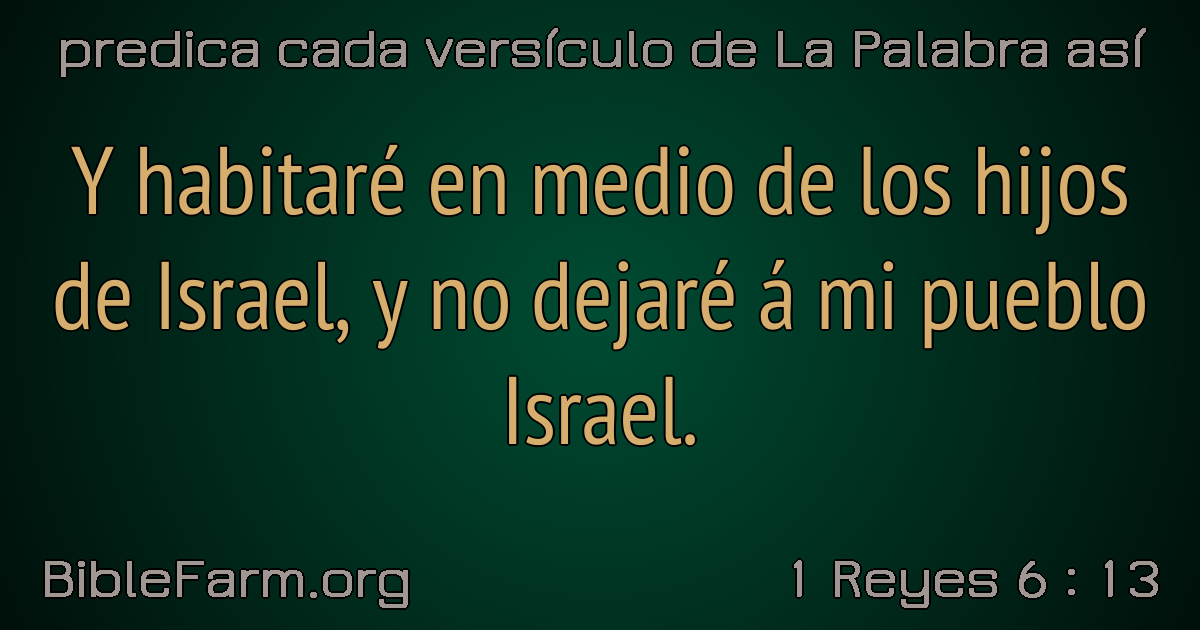 predica cada versículo de La Palabra así
Y habitaré en medio de los hijos
de Israel, y no dejaré á mi pueblo
Israel.
BibleFarm.org
1 Reyes 6 : 13